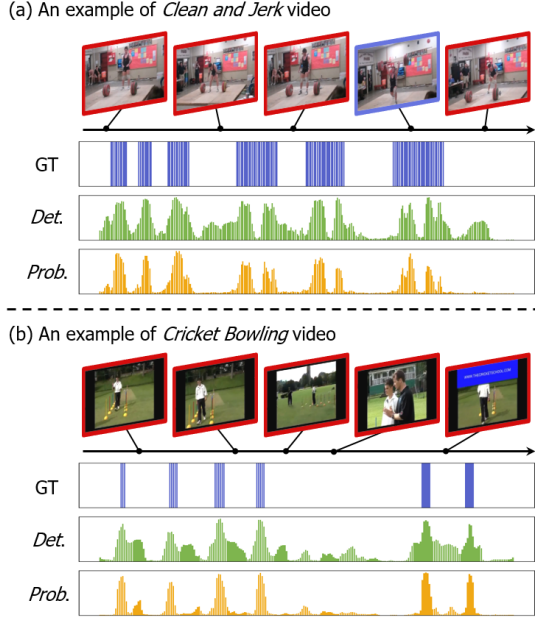 (a) An example of Clean and Jerk video
GT
Det.
Prob.
(b) An example of Cricket Bowling video
GT
Det.
Prob.